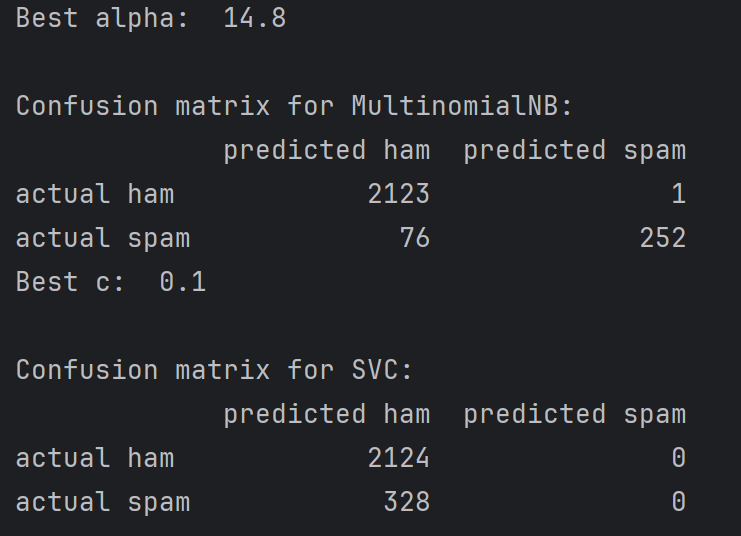 Best alpha:  14.8
Confusion matrix for MultinomialNB:
             predicted ham  predicted spam
actual ham            2123               1
actual spam             76             252
Best c:  0.1
Confusion matrix for SVC:
             predicted ham  predicted spam
actual ham            2124               0
actual spam            328               0